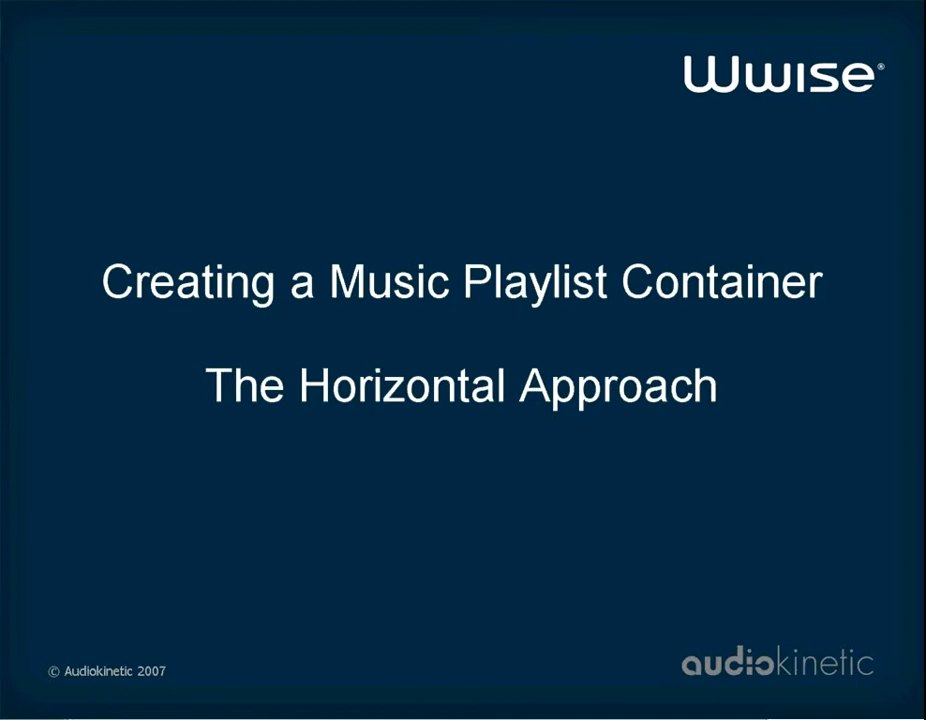 Wwise®
Creating a Music Playlist Container
The Horizontal Approach
© Audiokinetic 2007
audiokinetic